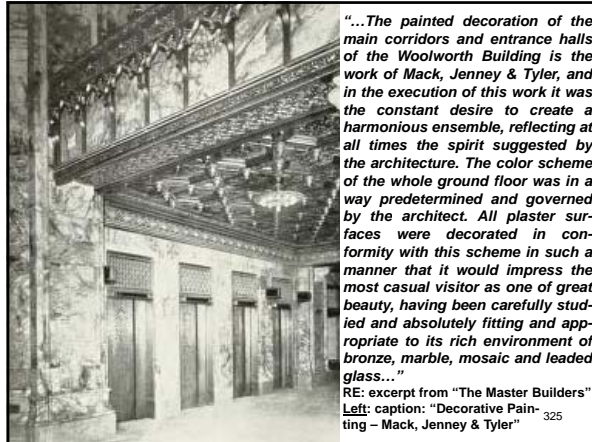 “…The painted decoration of the
main corridors and entrance halls
of the Woolworth Building is the
work of Mack, Jenney & Tyler, and
in the execution of this work it was
the constant desire to create a
harmonious ensemble, reflecting at
all times the spirit suggested by
the architecture. The color scheme
of the whole ground floor was in a
way predetermined and governed
by the architect. All plaster sur-
faces were decorated in con-
formity with this scheme in such a
manner that it would impress the
most casual visitor as one of great
beauty, having been carefully stud-
ied and absolutely fitting and app-
ropriate to its rich environment of
bronze, marble, mosaic and leaded
glass…”
RE: excerpt from “The Master Builders”
Left: caption: “Decorative Pain-
ting – Mack, Jenney & Tyler”
325